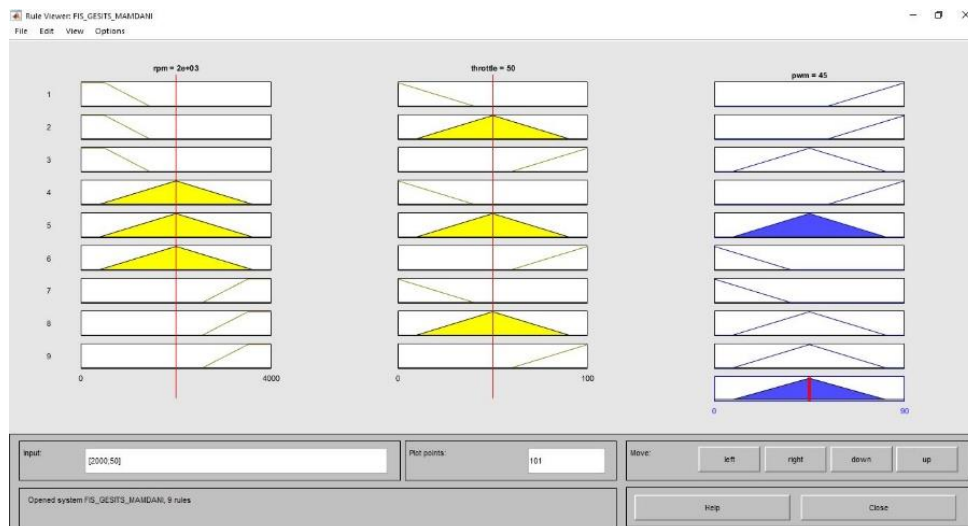 Rule Viewer: FIS_GESITS_MAMDANI
File Edit View Options
rpm = 2e+03
throttle = 50
pwm = 45
1
2
3
4
5
6
7
8
9
0 4000
0 100
0 90
Input:
[2000;50]
Plot points:
101
Move:
left
right
down
up
Opened system FIS_GESITS_MAMDANI, 9 rules
Help
Close